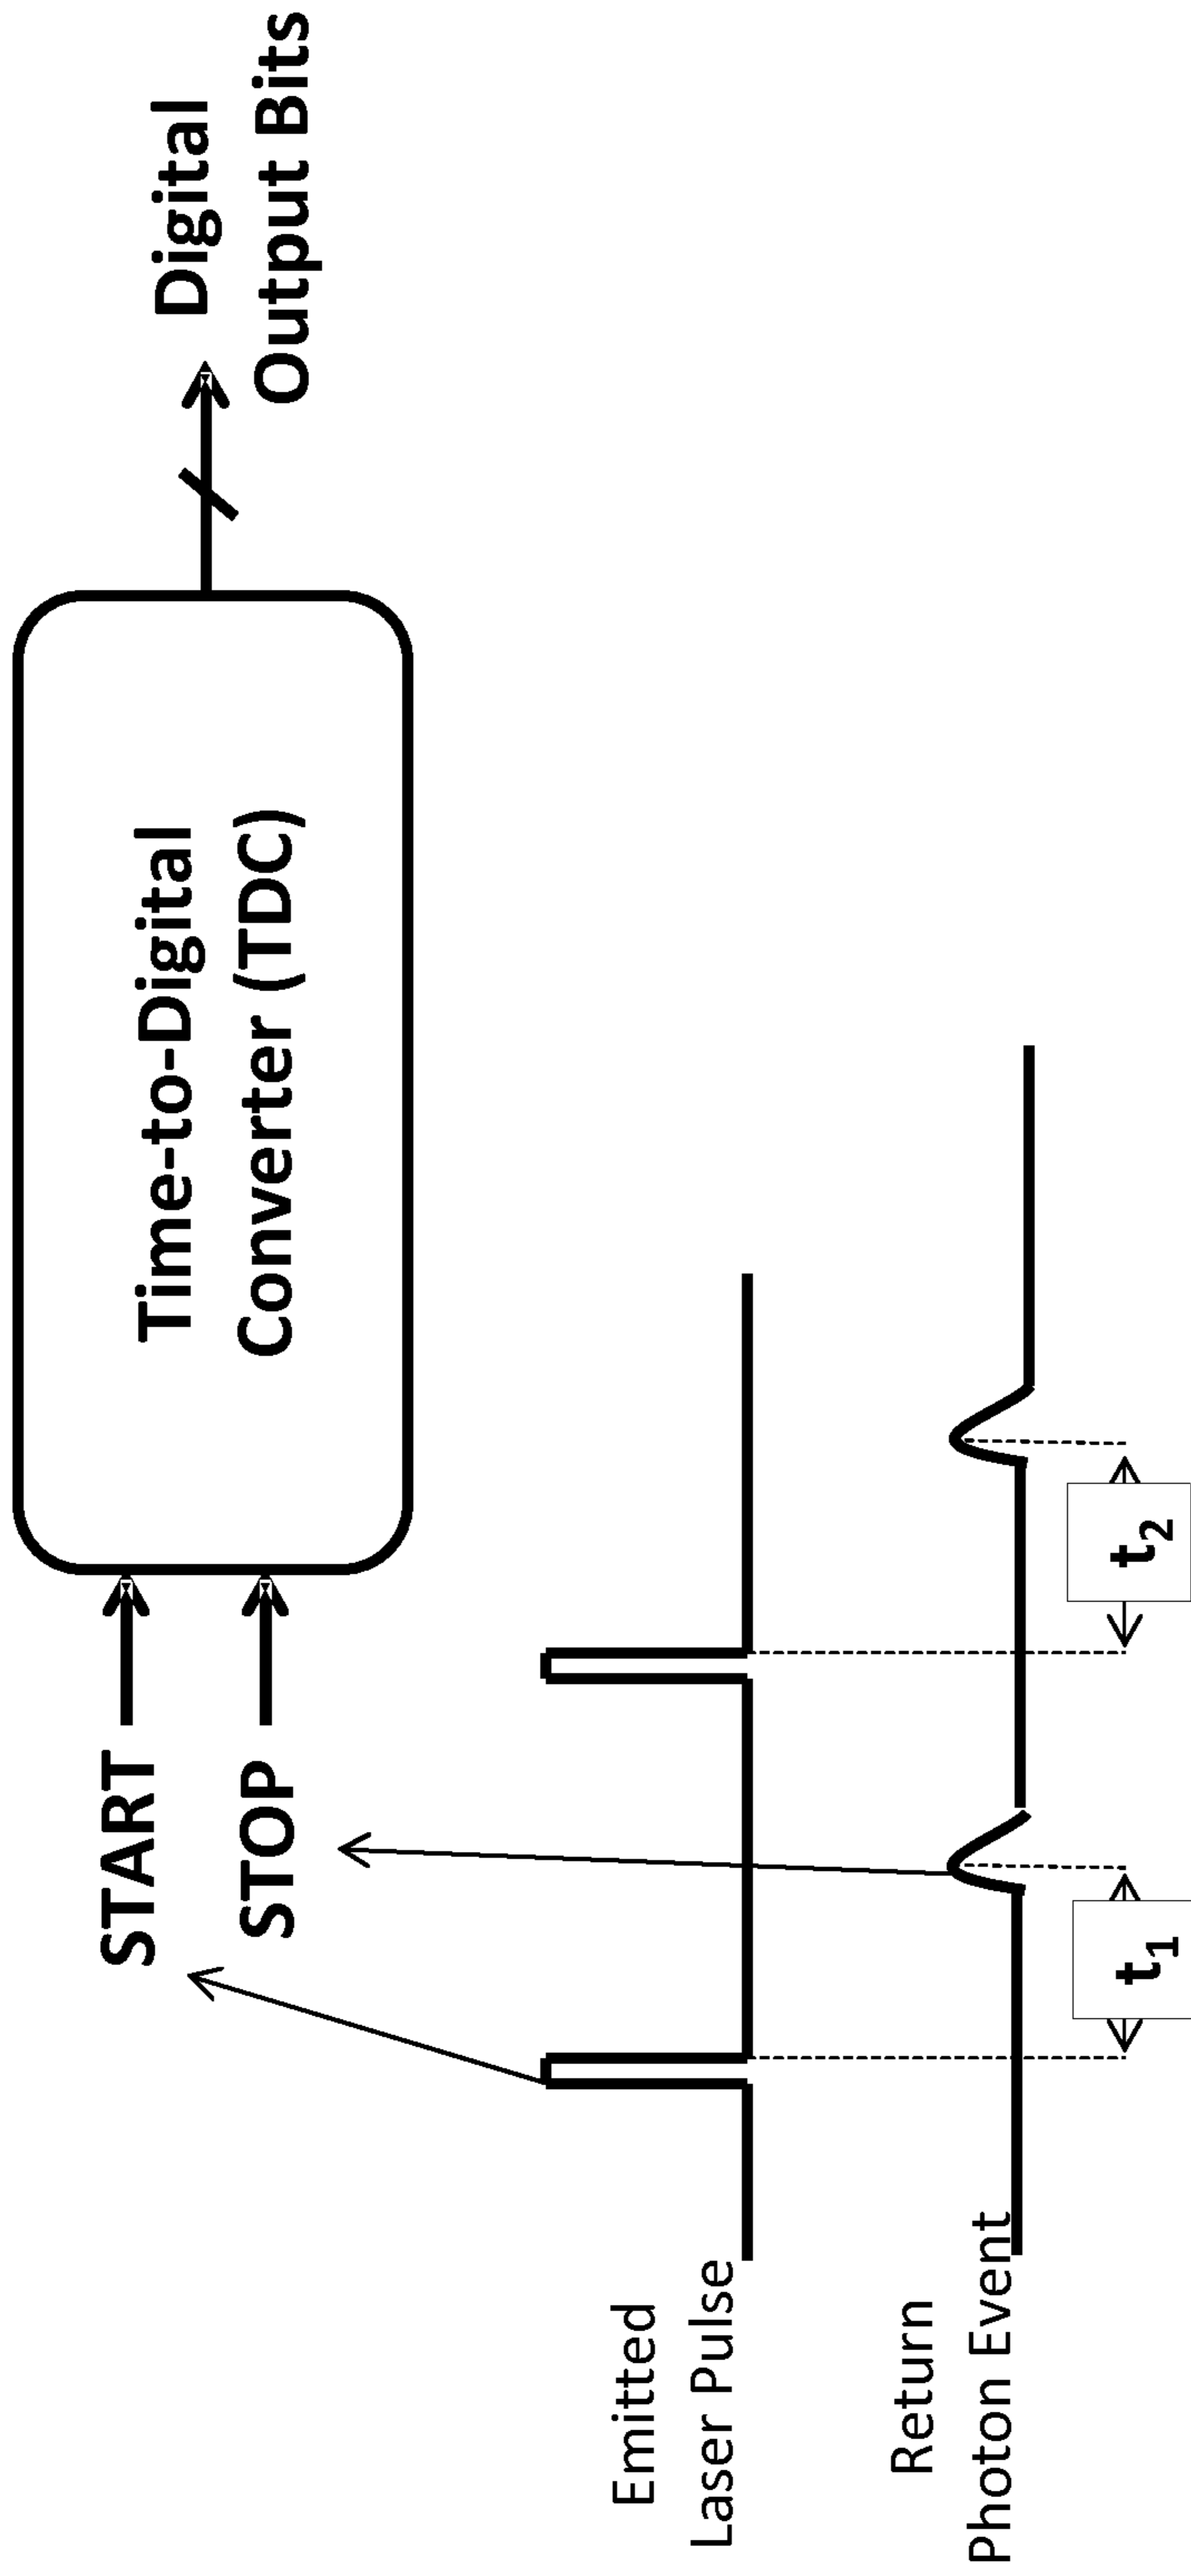 START
STOP
Time-to-Digital
Converter (TDC)
Digital
Output Bits
Emitted
Laser Pulse
Return
Photon Event
t1
t2